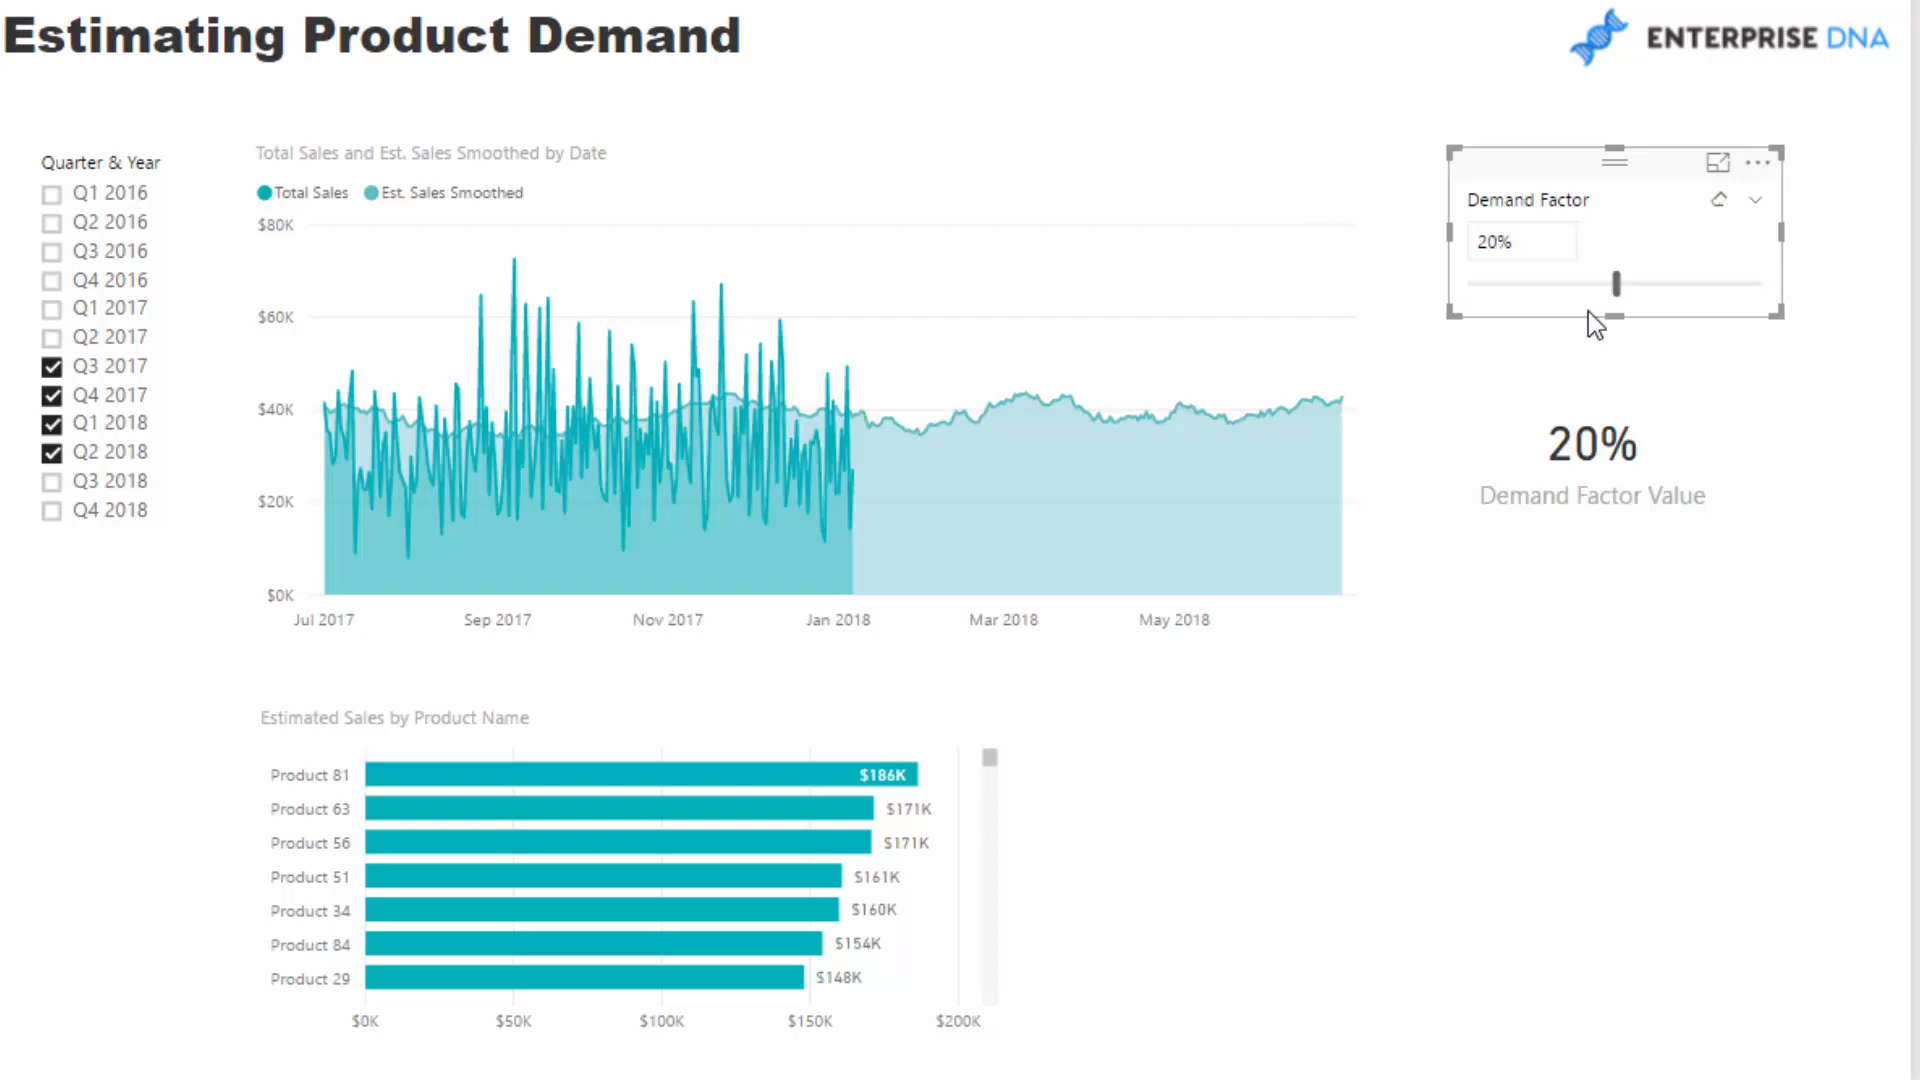 Estimating Product Demand
ENTERPRISE DNA
Quarter & Year
Q1 2016
Q2 2016
Q3 2016
Q4 2016
Q1 2017
Q2 2017
Q3 2017
Q4 2017
Q1 2018
Q2 2018
Q3 2018
Q4 2018
Total Sales and Est. Sales Smoothed by Date
Total Sales Est. Sales Smoothed
$80K
$60K
$40K
$20K
$0K
Jul 2017 Sep 2017 Nov 2017 Jan 2018 Mar 2018 May 2018
Demand Factor
20%
20%
Demand Factor Value
Estimated Sales by Product Name
Product 81 $186K
Product 63 $171K
Product 56 $171K
Product 51 $161K
Product 34 $160K
Product 84 $154K
Product 29 $148K
$0K $50K $100K $150K $200K